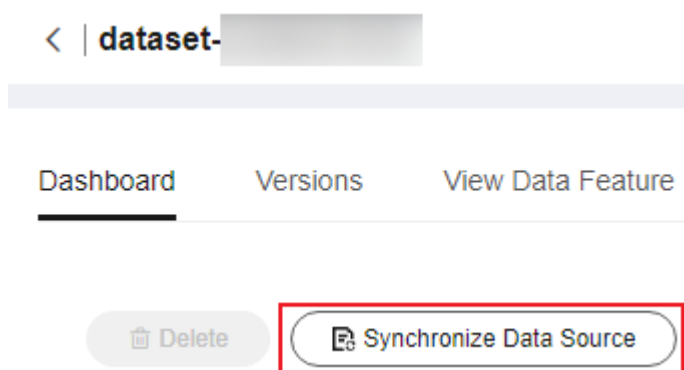 < | dataset-
Dashboard Versions View Data Feature
Delete Synchronize Data Source